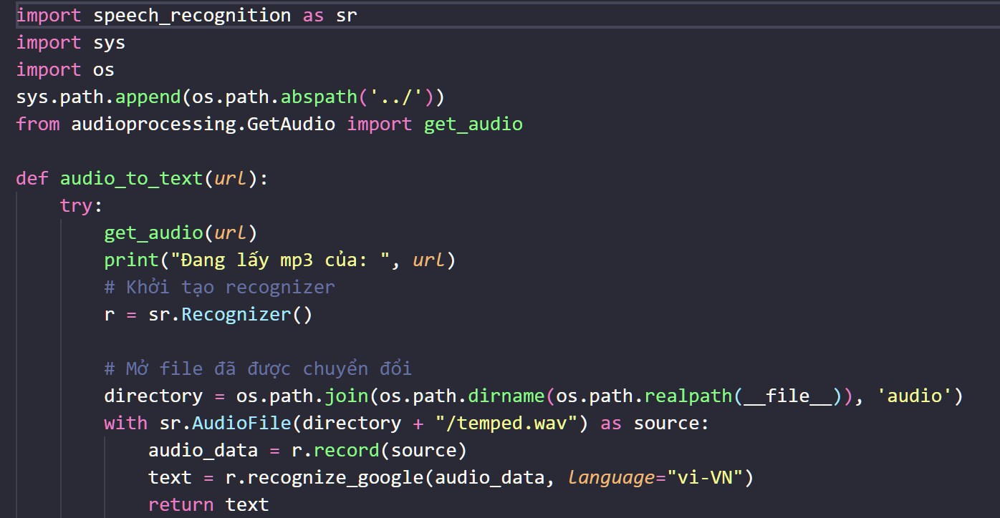 import speech_recognition as sr
import sys
import os
sys.path.append(os.path.abspath('../'))
from audioprocessing.GetAudio import get_audio

def audio_to_text(url):
    try:
        get_audio(url)
        print("Đang lấy mp3 của: ", url)
        # Khởi tạo recognizer
        r = sr.Recognizer()

        # Mở file đã được chuyển đổi
        directory = os.path.join(os.path.dirname(os.path.realpath(__file__)), 'audio')
        with sr.AudioFile(directory + "/temped.wav") as source:
            audio_data = r.record(source)
            text = r.recognize_google(audio_data, language="vi-VN")
            return text